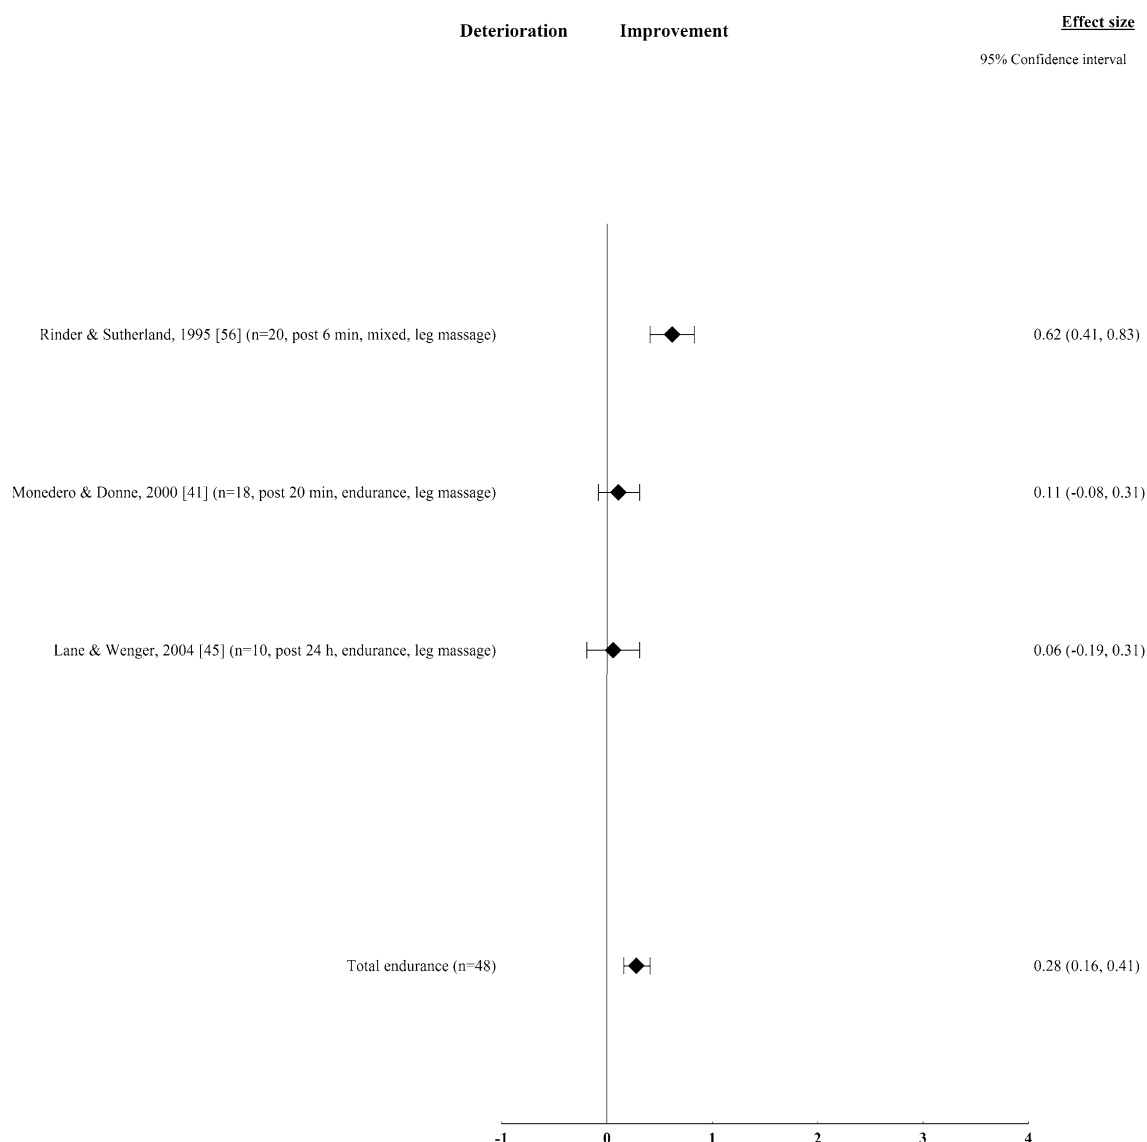 Deterioration Improvement Effect size
95% Confidence interval
Rinder & Sutherland, 1995 [56] (n=20, post 6 min, mixed, leg massage) 0.62 (0.41, 0.83)
Monedero & Donne, 2000 [41] (n=18, post 20 min, endurance, leg massage) 0.11 (-0.08, 0.31)
Lane & Wenger, 2004 [45] (n=10, post 24 h, endurance, leg massage) 0.06 (-0.19, 0.31)
Total endurance (n=48) 0.28 (0.16, 0.41)
-1 0 1 2 3 4